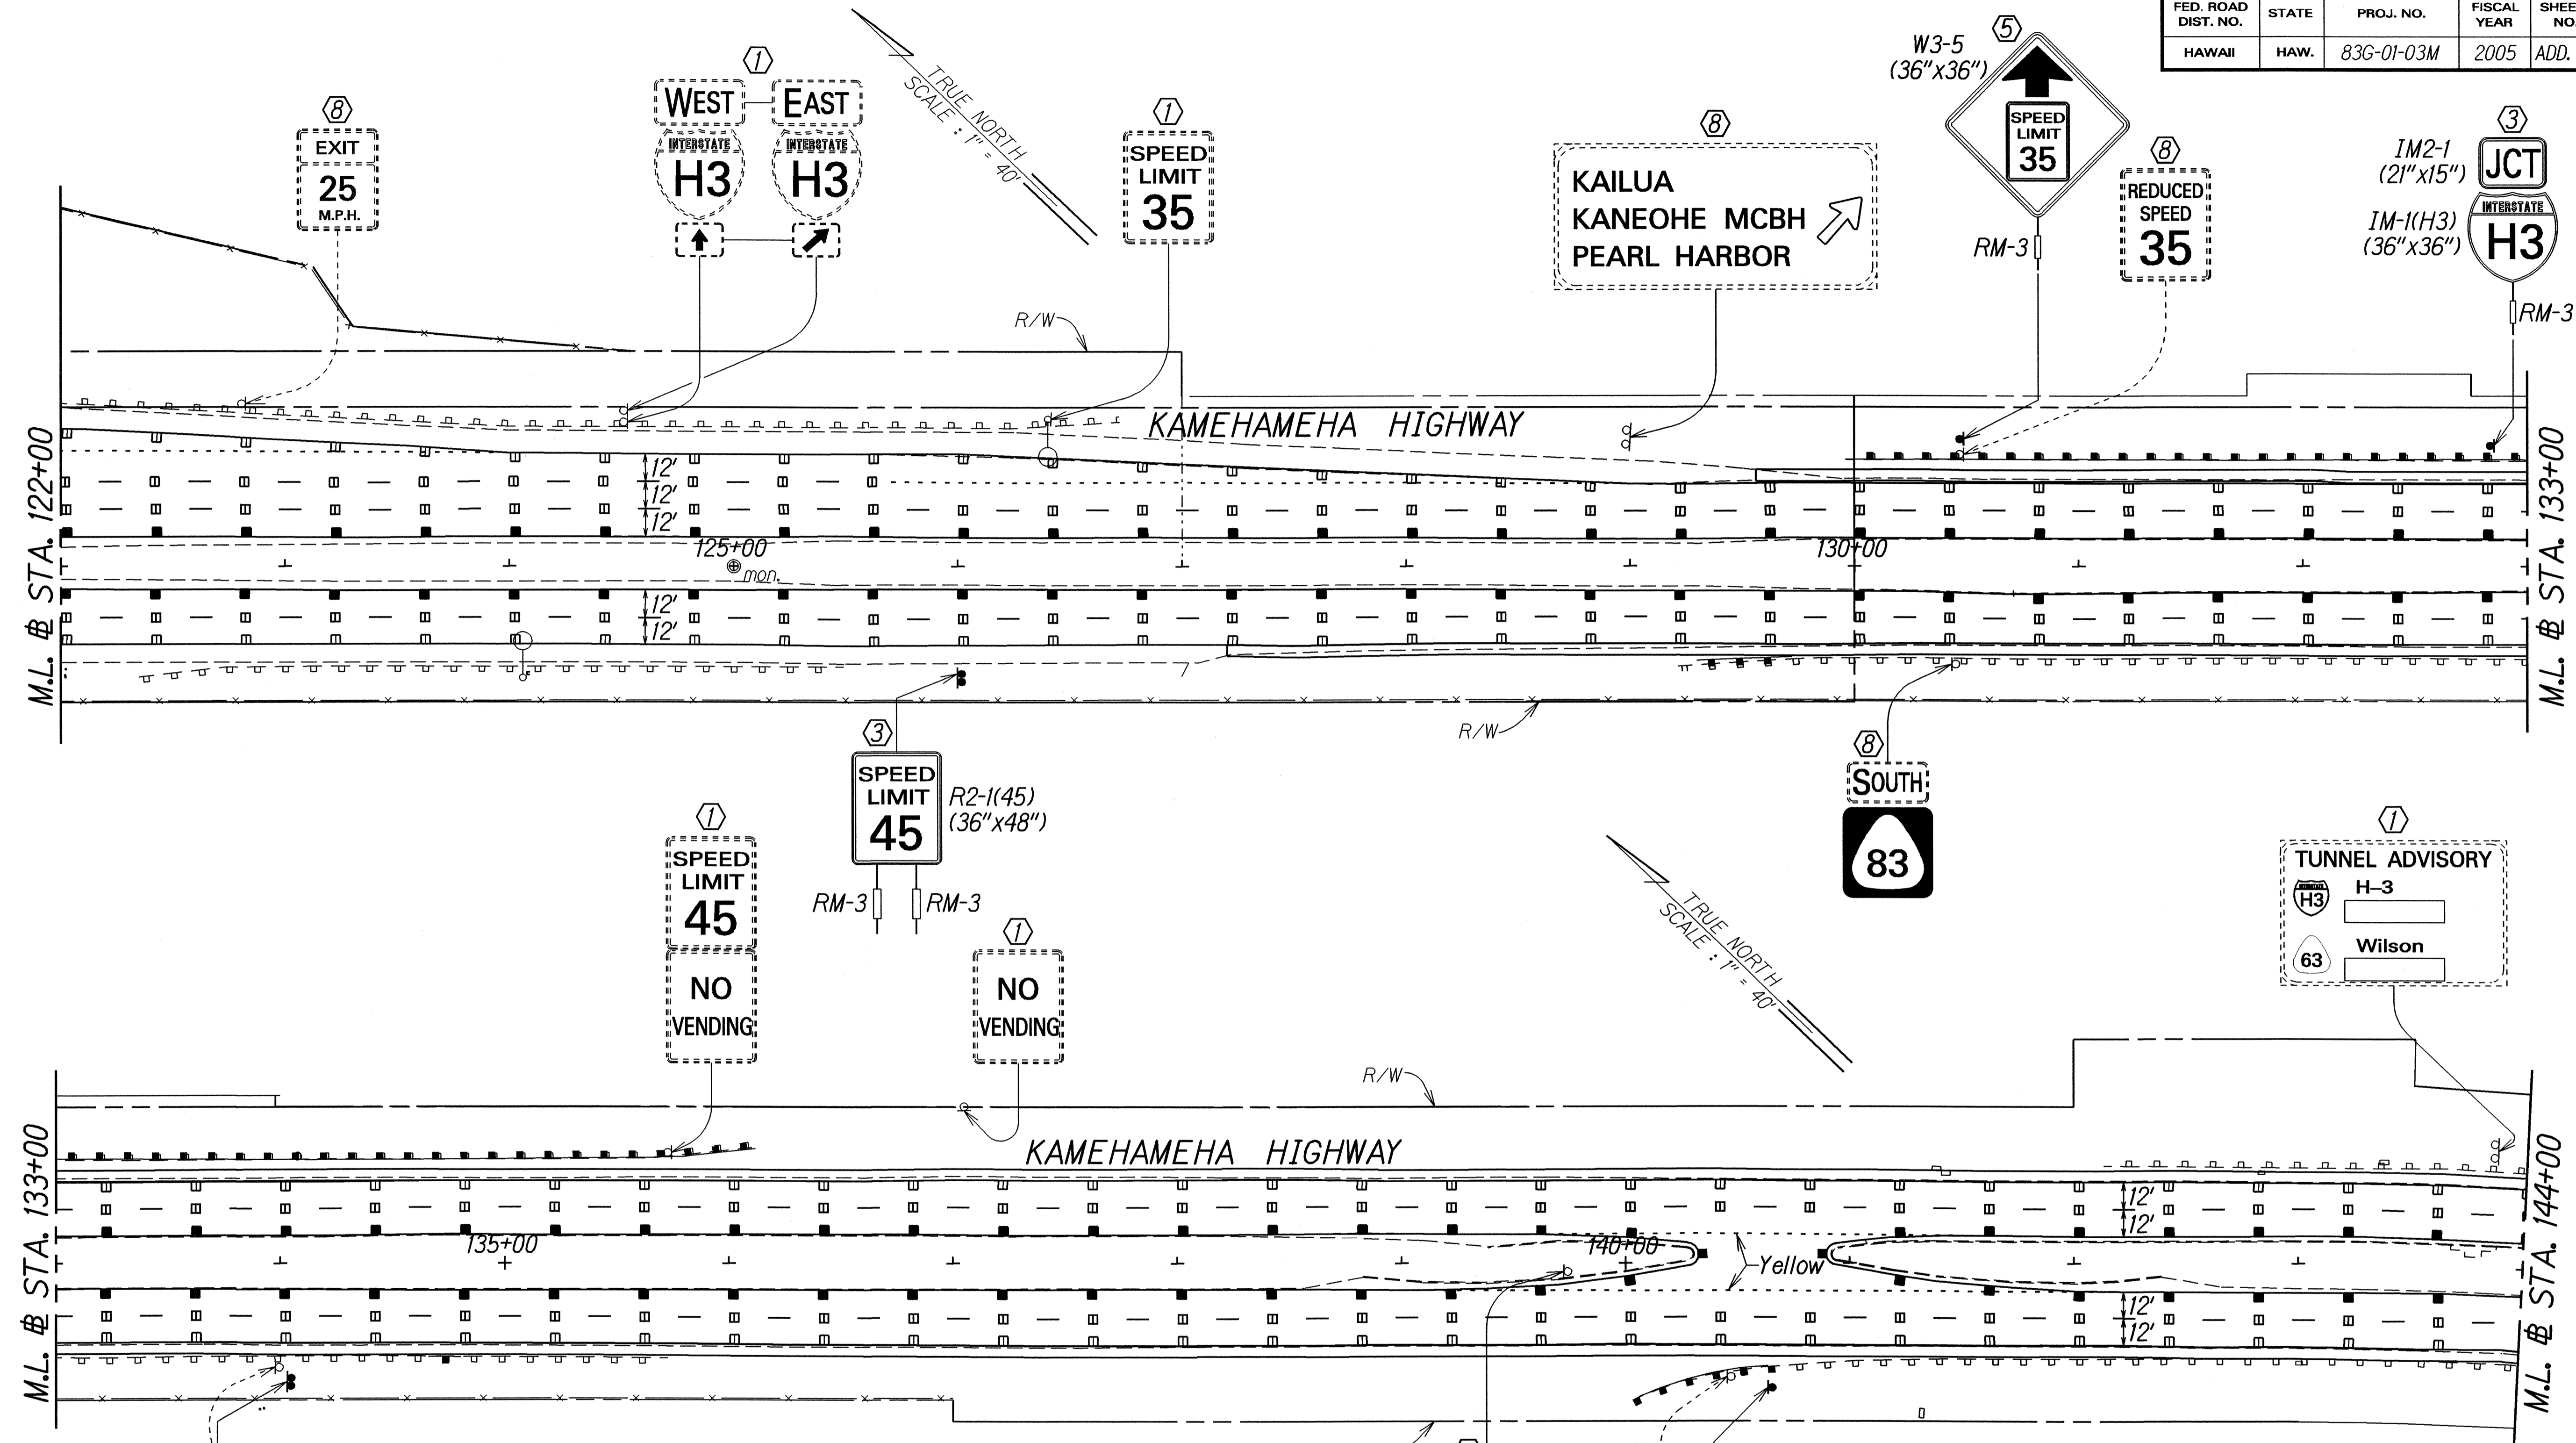 FED. ROAD DIST. NO. STATE PROJ. NO. FISCAL YEAR
HAWAII HAW. 83G-01-03M 2005 ADD.
8
EXIT
25
M.P.H.
1
WEST EAST
INTERSTATE INTERSTATE
H3 H3
TRUE NORTH
SCALE : 1" = 40'
1
SPEED
LIMIT
35
8
KAILUA
KANEOHE MCBH
PEARL HARBOR
5
W3-5
(36"x36")
SPEED
LIMIT
35
RM-3
8
REDUCED
SPEED
35
3
IM2-1
(21"x15")
JCT
IM-1(H3)
(36"x36")
INTERSTATE
H3
RM-3
R/W
KAMEHAMEHA HIGHWAY
M.L. ℄ STA. 122+00
12'
12'
12'
125+00
mon.
130+00
12'
12'
M.L. ℄ STA. 133+00
R/W
3
SPEED
LIMIT
45
R2-1(45)
(36"x48")
RM-3 RM-3
8
SOUTH
83
1
SPEED
LIMIT
45
NO
VENDING
1
NO
VENDING
TRUE NORTH
SCALE : 1" = 40'
1
TUNNEL ADVISORY
INTERSTATE
H3
H–3
63
Wilson
R/W
KAMEHAMEHA HIGHWAY
M.L. ℄ STA. 133+00
135+00
140+00
Yellow
12'
12'
12'
12'
M.L. ℄ STA. 144+00